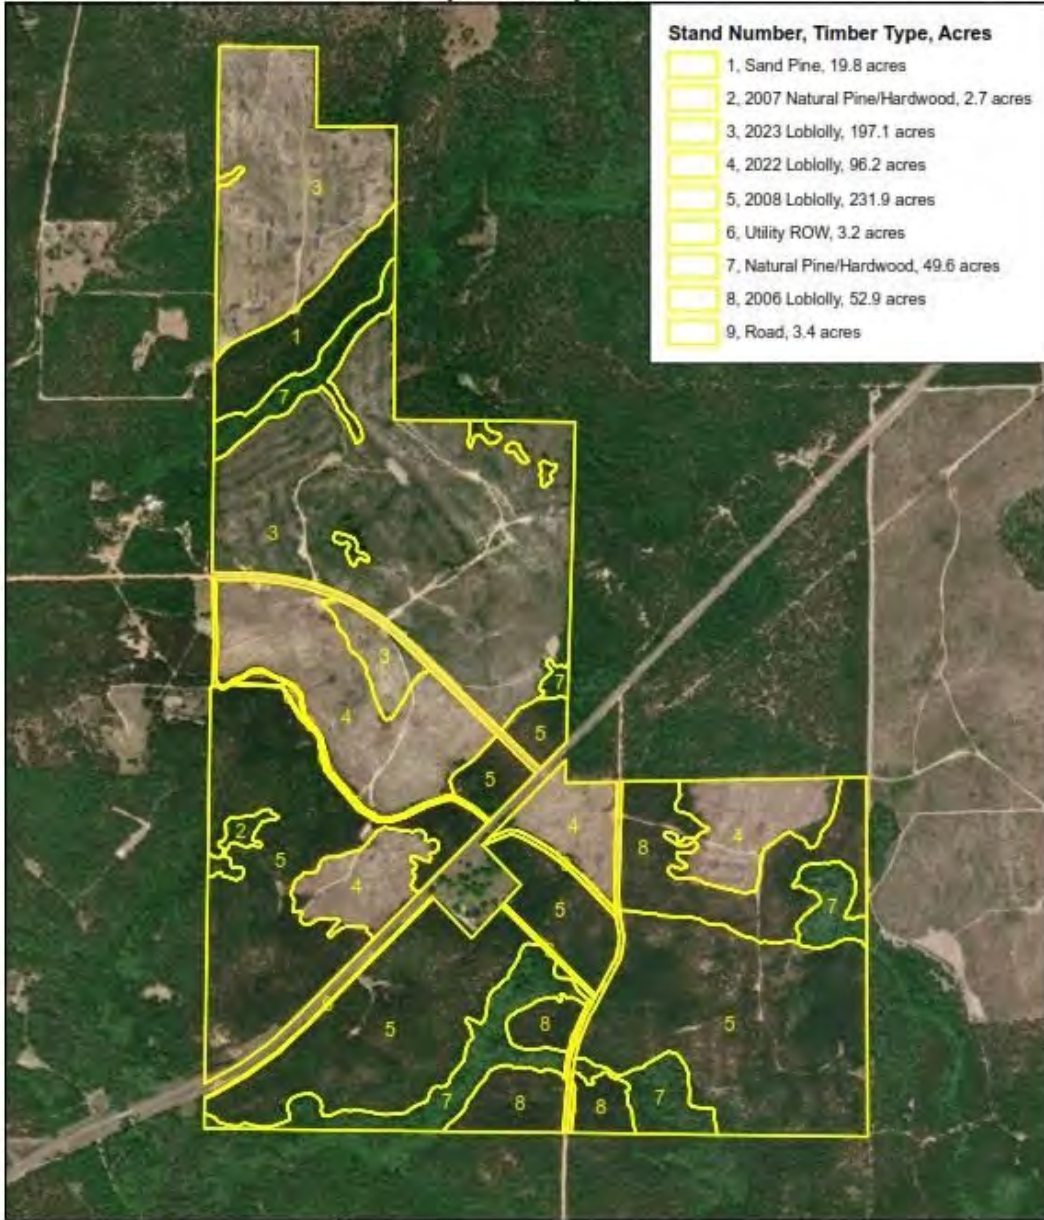 Stand Number, Timber Type, Acres
1, Sand Pine, 19.8 acres
2, 2007 Natural Pine/Hardwood, 2.7 acres
3, 2023 Loblolly, 197.1 acres
4, 2022 Loblolly, 96.2 acres
5, 2008 Loblolly, 231.9 acres
6, Utility ROW, 3.2 acres
7, Natural Pine/Hardwood, 49.6 acres
8, 2006 Loblolly, 52.9 acres
9, Road, 3.4 acres
3
1
7
3
3
7
4
5
5
2
5
4
4
8
4
7
5
5
8
5
7
8
8
7